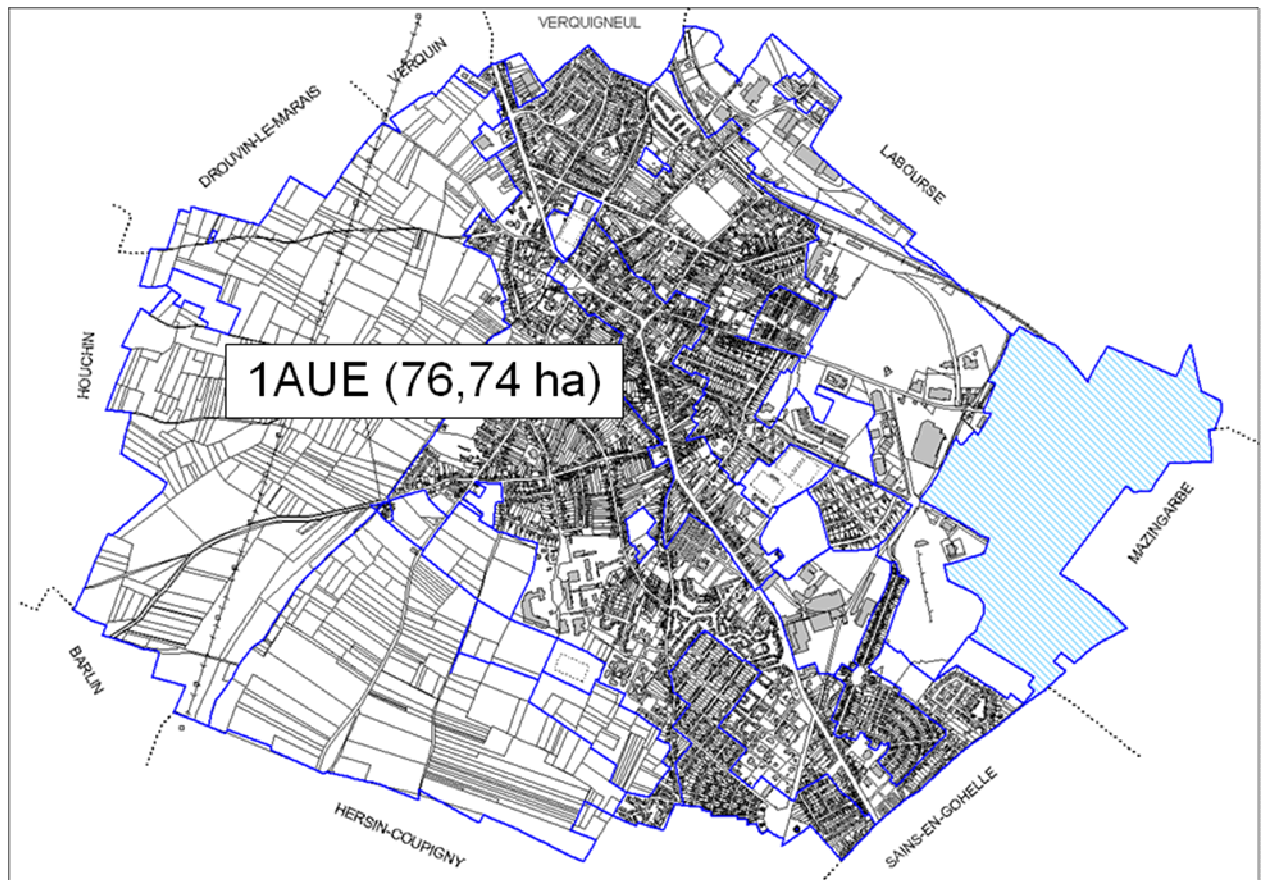 VERQUIGNEUL
VERQUIN
DROUVIN-LE-MARAIS
LABOURSE
HOUCHIN
1AUE (76,74 ha)
MAZINGARBE
BARLIN
HERSIN-COUPIGNY
SAINS-EN-GOHELLE